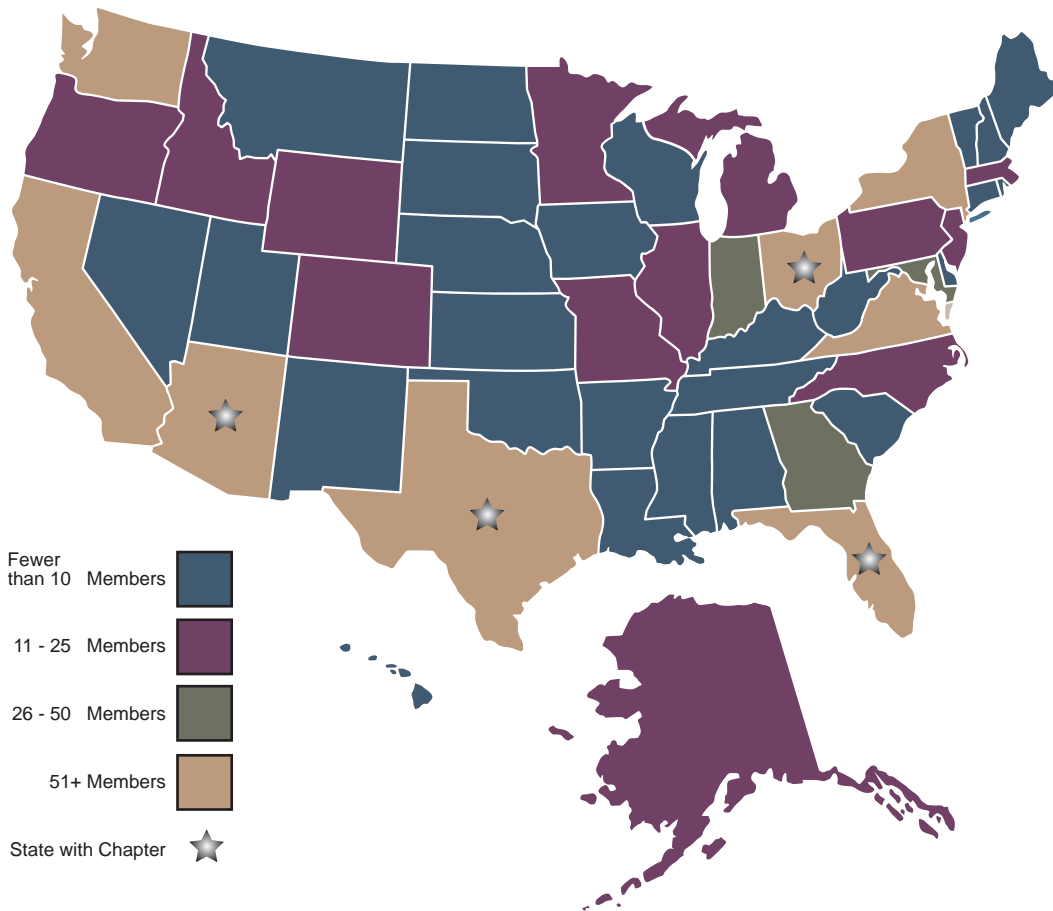 Fewer
than 10 Members
11 - 25 Members
26 - 50 Members
51+ Members
State with Chapter